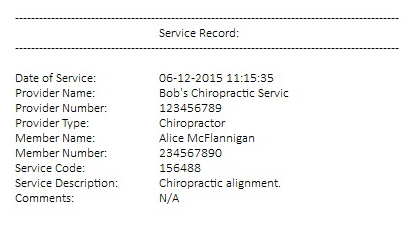 Service Record:
Date of Service: 06-12-2015 11:15:35
Provider Name: Bob's Chiropractic Servic
Provider Number: 123456789
Provider Type: Chiropractor
Member Name: Alice McFlannigan
Member Number: 234567890
Service Code: 156488
Service Description: Chiropractic alignment.
Comments: N/A